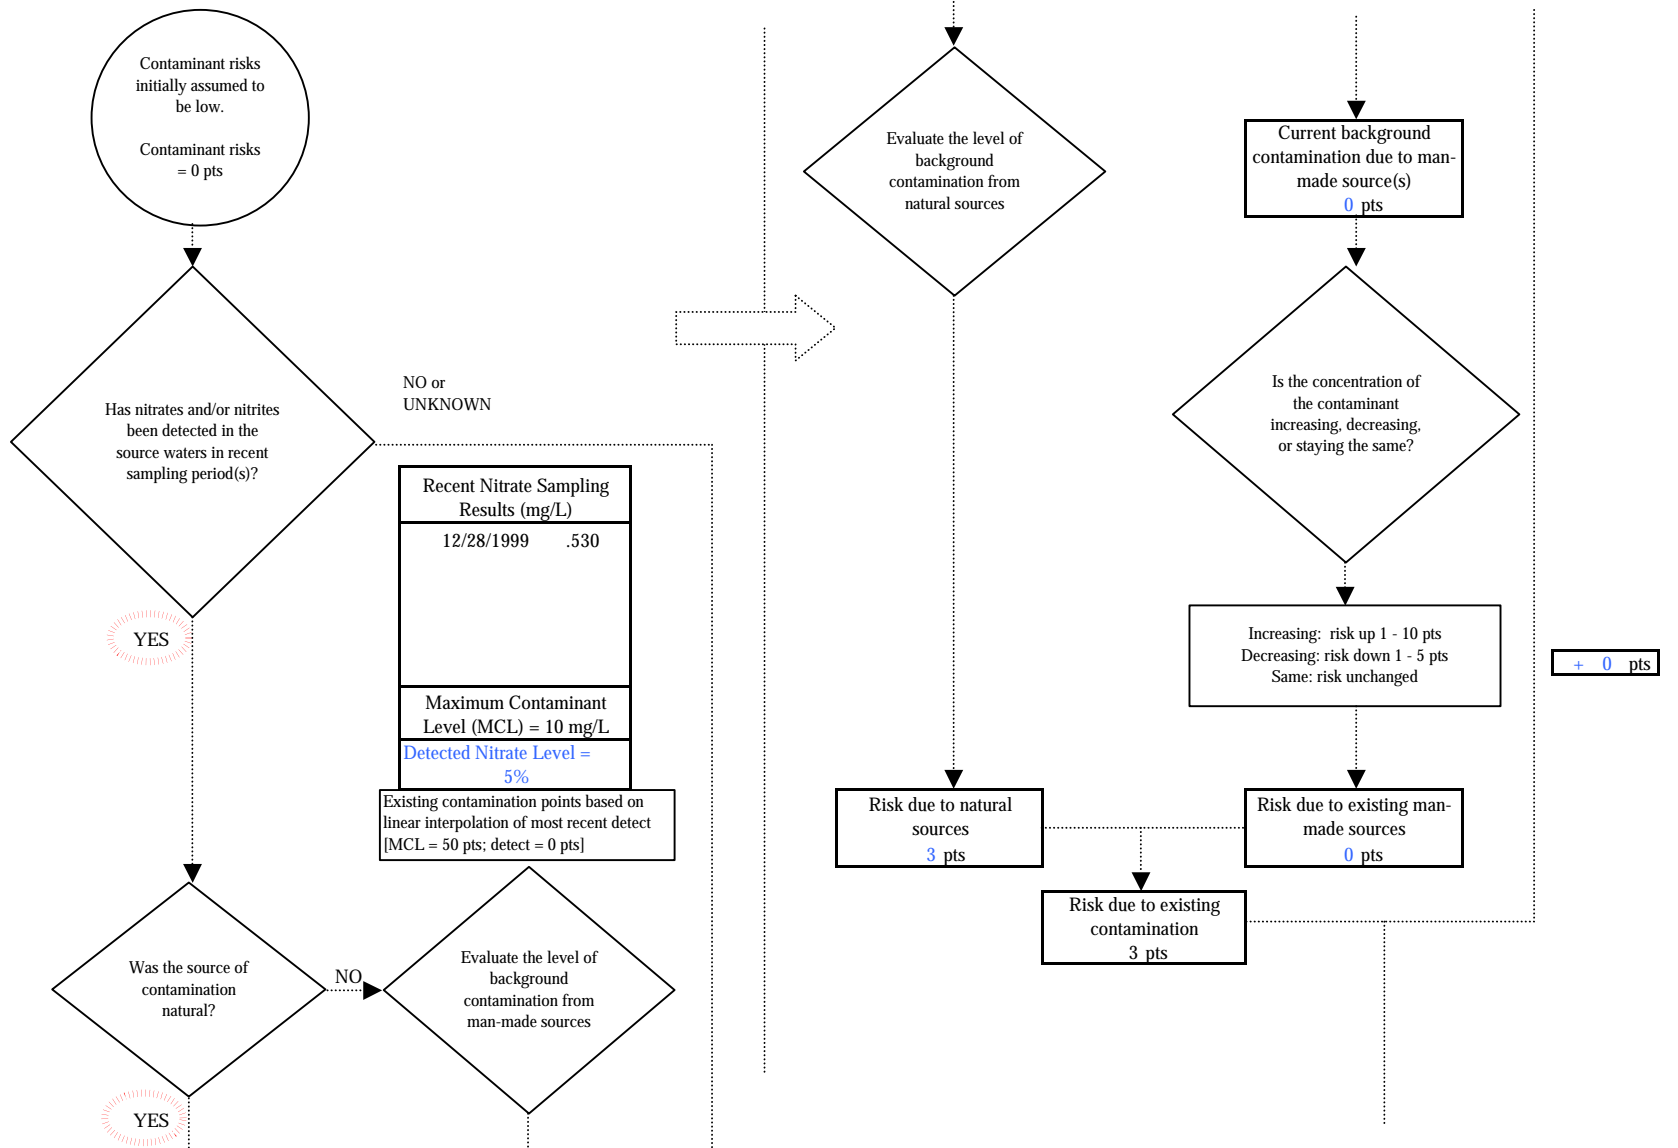 Contaminant risks
initially assumed to
be low.
Contaminant risks
= 0 pts
Has nitrates and/or nitrites
been detected in the
source waters in recent
sampling period(s)?
NO or
UNKNOWN
YES
Recent Nitrate Sampling
Results (mg/L)
12/28/1999 .530
Maximum Contaminant
Level (MCL) = 10 mg/L
Detected Nitrate Level =
5%
Existing contamination points based on
linear interpolation of most recent detect
[MCL = 50 pts; detect = 0 pts]
Was the source of
contamination
natural?
NO
YES
Evaluate the level of
background
contamination from
man-made sources
Evaluate the level of
background
contamination from
natural sources
Current background
contamination due to man-
made source(s)
0 pts
Is the concentration of
the contaminant
increasing, decreasing,
or staying the same?
Increasing: risk up 1 - 10 pts
Decreasing: risk down 1 - 5 pts
Same: risk unchanged
+ 0 pts
Risk due to natural
sources
3 pts
Risk due to existing man-
made sources
0 pts
Risk due to existing
contamination
3 pts